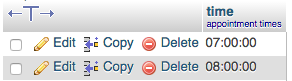 ←T→ time
appointment times
Edit Copy Delete 07:00:00
Edit Copy Delete 08:00:00